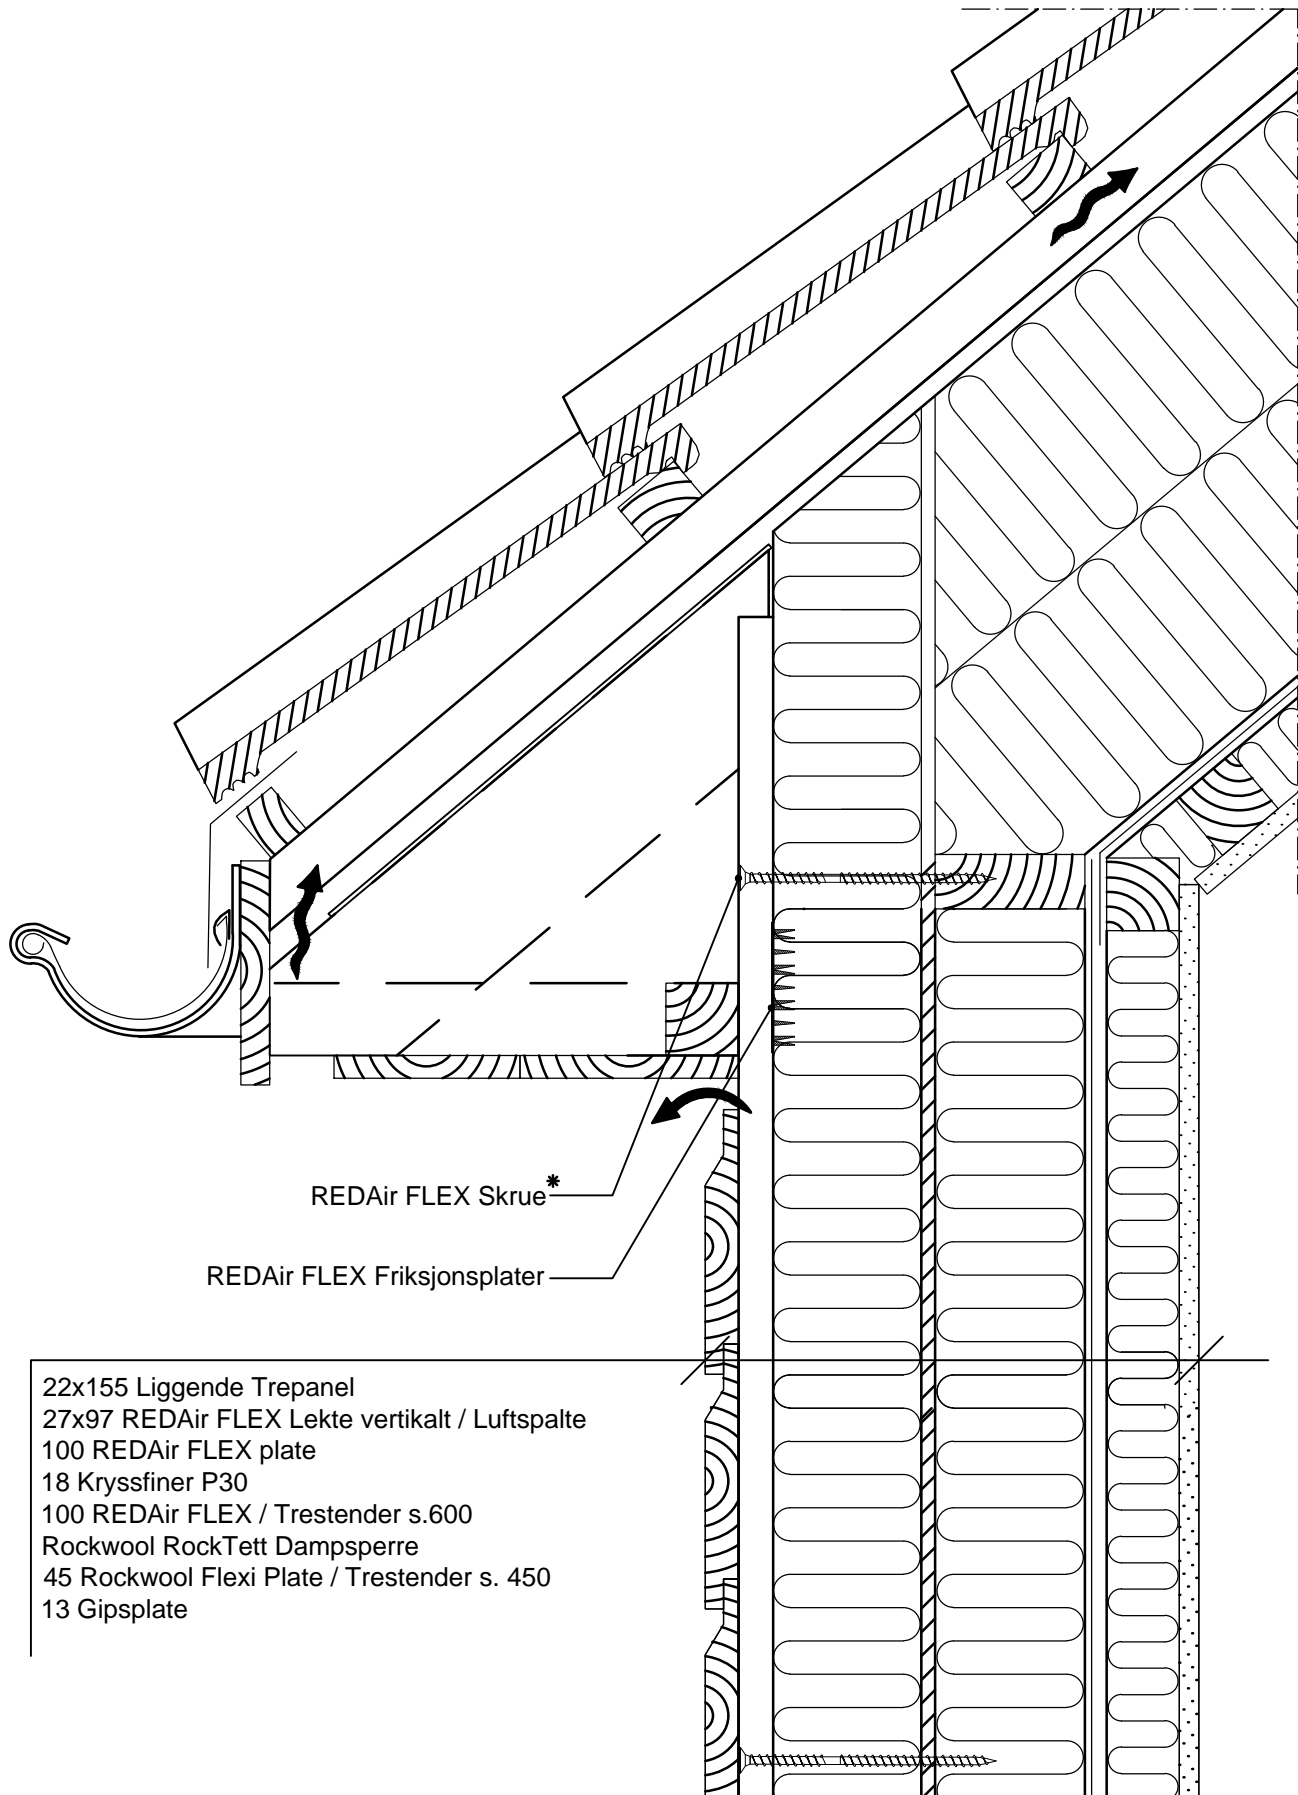 REDAir FLEX Skrue*
REDAir FLEX Friksjonsplater
22x155 Liggende Trepanel
27x97 REDAir FLEX Lekte vertikalt / Luftspalte
100 REDAir FLEX plate
18 Kryssfiner P30
100 REDAir FLEX / Trestender s.600
Rockwool RockTett Dampsperre
45 Rockwool Flexi Plate / Trestender s. 450
13 Gipsplate